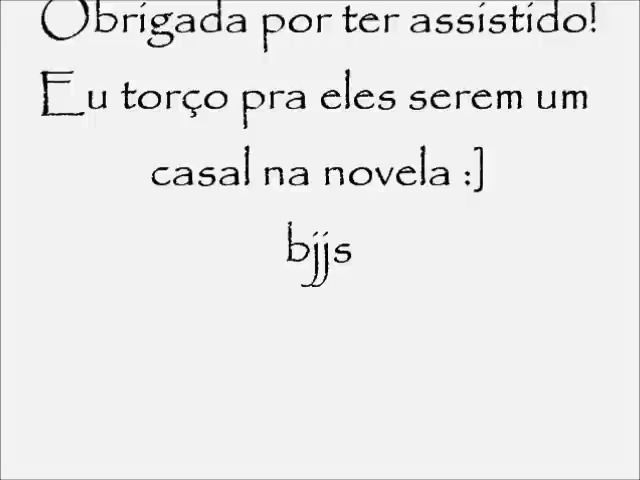 Obrigada por ter assistido!
Eu torço pra eles serem um
casal na novela :]
bjjs